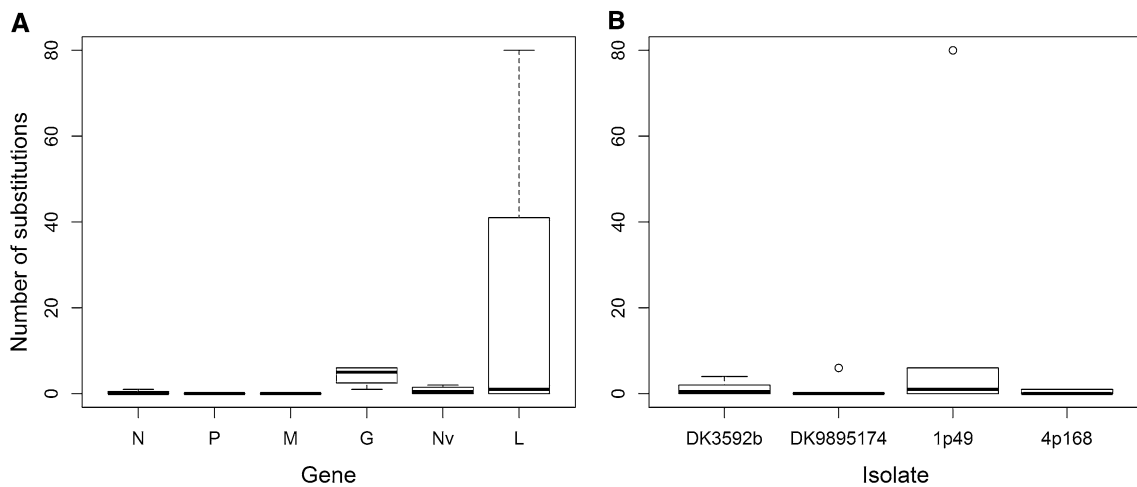 A
Number of substitutions
80
60
40
20
0
N P M G Nv L
Gene
B
80
60
40
20
0
DK3592b DK9895174 1p49 4p168
Isolate